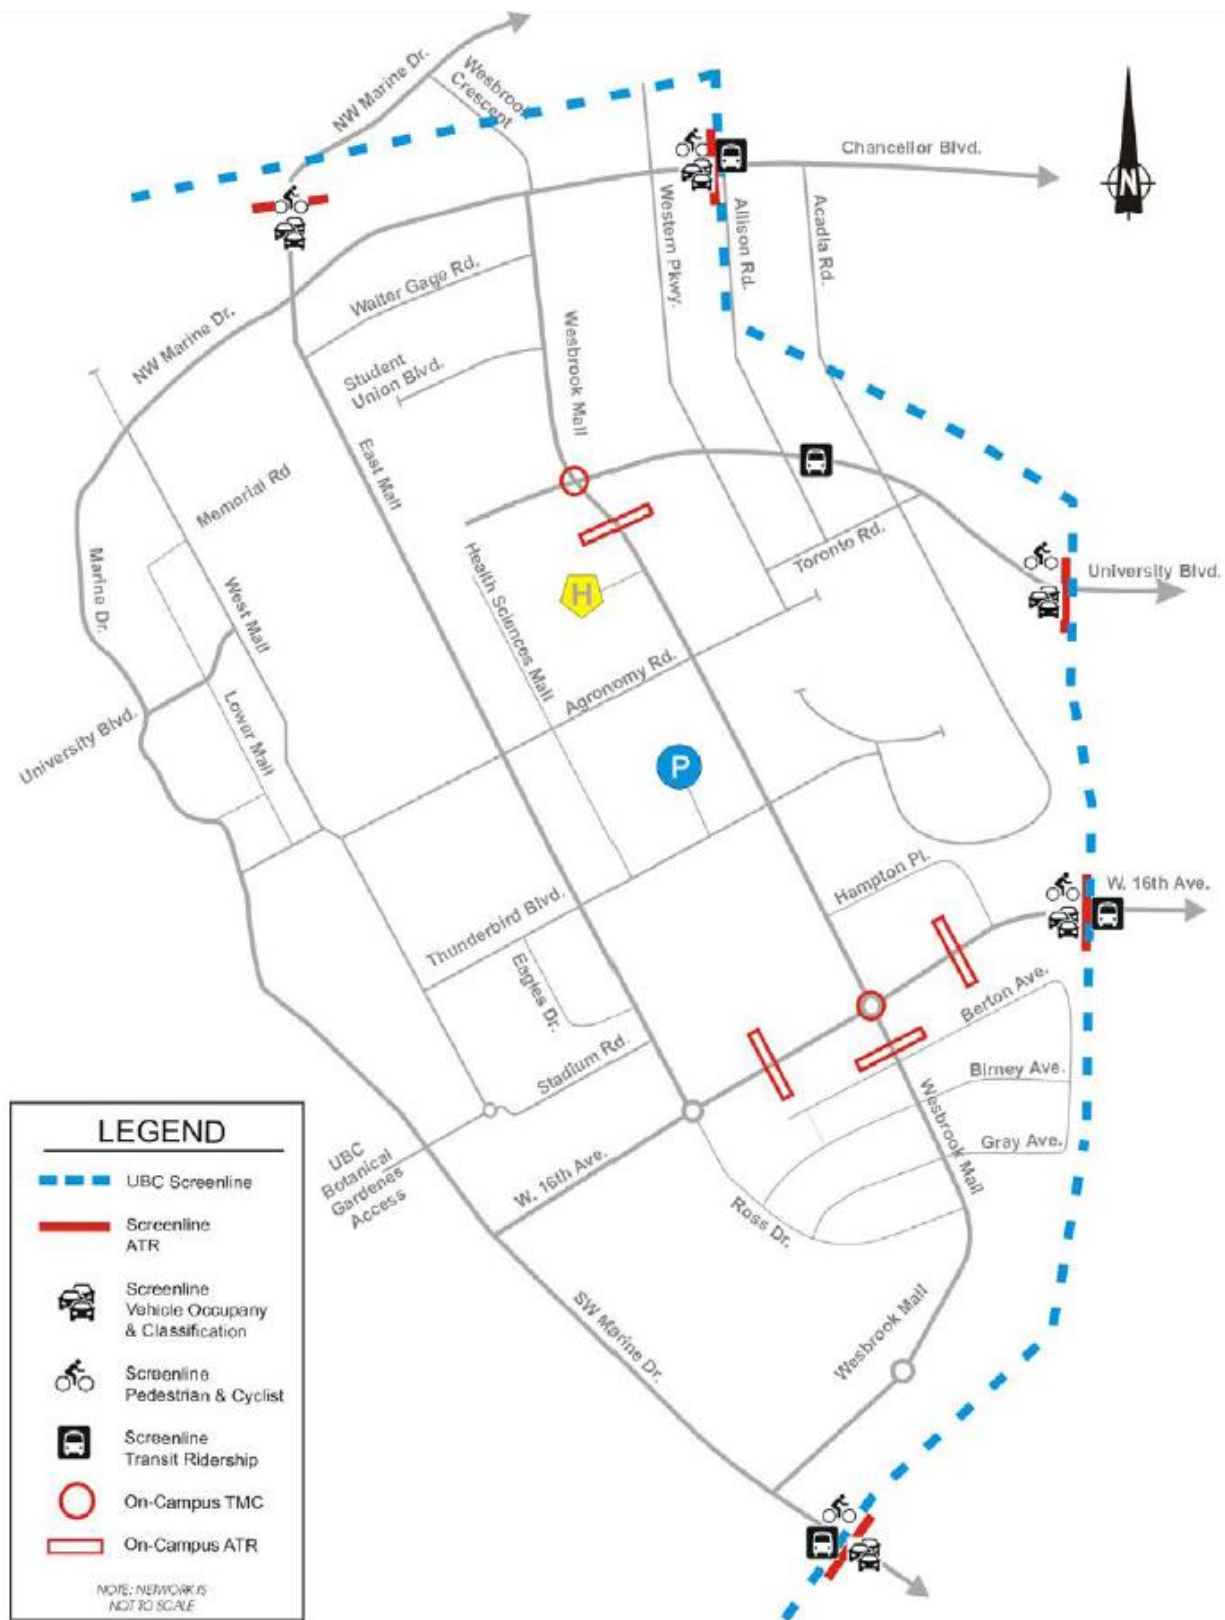 NW Marine Dr.
Wesbrook
Crescent
Chancellor Blvd.
N
Western Pkwy.
Allison Rd.
Acadia Rd.
Walter Gage Rd.
NW Marine Dr.
Student
Union Blvd.
Wesbrook Mall
East Mall
Memorial Rd
Marine Dr.
West Mall
Health Sciences Mall
Toronto Rd.
University Blvd.
H
Agronomy Rd.
Lower Mall
University Blvd.
P
Hampton Pl.
W. 16th Ave.
Thunderbird Blvd.
Eagles Dr.
Berton Ave.
Stadium Rd.
Birney Ave.
Wesbrook Mall
Gray Ave.
UBC
Botanical
Gardenes
Access
W. 16th Ave.
Ross Dr.
SW Marine Dr.
Wesbrook Mall
LEGEND
UBC Screenline
Screenline
ATR
Screenline
Vehicle Occupany
& Classification
Screenline
Pedestrian & Cyclist
Screenline
Transit Ridership
On-Campus TMC
On-Campus ATR
NOTE: NETWORK IS
NOT TO SCALE